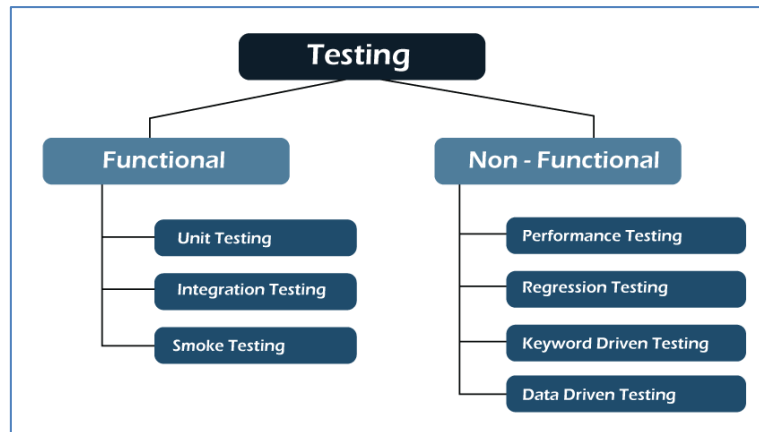 Testing
Functional
Unit Testing
Integration Testing
Smoke Testing
Non - Functional
Performance Testing
Regression Testing
Keyword Driven Testing
Data Driven Testing